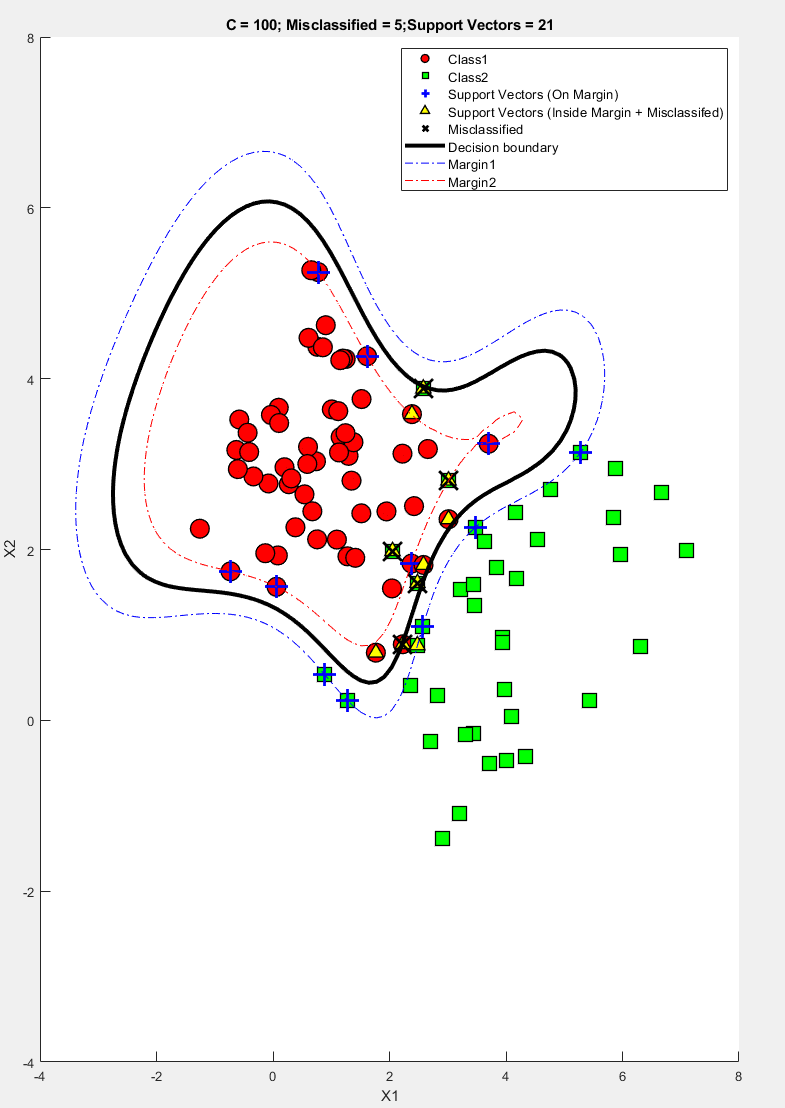 C = 100; Misclassified = 5;Support Vectors = 21
8
Class1
Class2
Support Vectors (On Margin)
Support Vectors (Inside Margin + Misclassifed)
Misclassified
Decision boundary
Margin1
Margin2
6
4
X2
2
0
-2
-4
-4 -2 0 2 4 6 8
X1